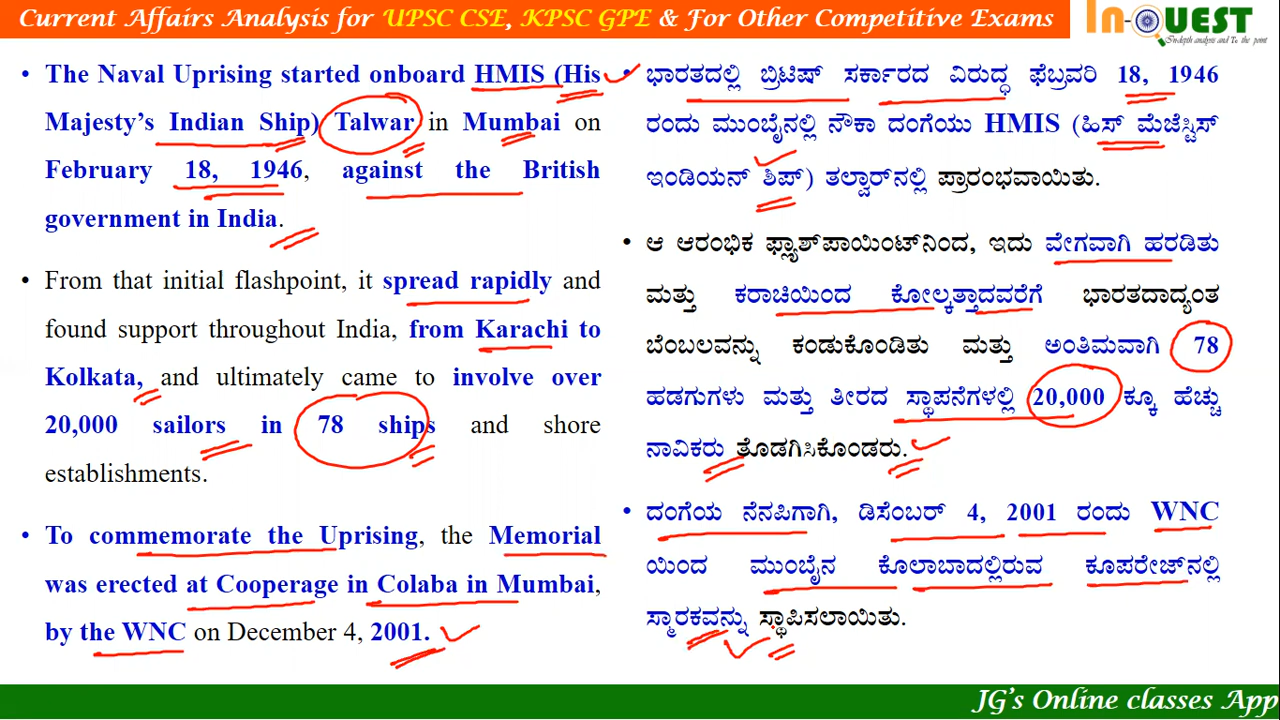 Current Affairs Analysis for UPSC CSE, KPSC GPE & For Other Competitive Exams
In-QUEST
In-depth analysis and To the point
• The Naval Uprising started onboard HMIS (His
Majesty’s Indian Ship) Talwar in Mumbai on
February 18, 1946, against the British
government in India.
• From that initial flashpoint, it spread rapidly and
found support throughout India, from Karachi to
Kolkata, and ultimately came to involve over
20,000 sailors in 78 ships and shore
establishments.
• To commemorate the Uprising, the Memorial
was erected at Cooperage in Colaba in Mumbai,
by the WNC on December 4, 2001.
• ಭಾರತದಲ್ಲಿ ಬ್ರಿಟಿಷ್ ಸರ್ಕಾರದ ವಿರುದ್ಧ ಫೆಬ್ರವರಿ 18, 1946
ರಂದು ಮುಂಬೈನಲ್ಲಿ ನೌಕಾ ದಂಗೆಯು HMIS (ಹಿಸ್ ಮೆಜೆಸ್ಟಿಸ್
ಇಂಡಿಯನ್ ಶಿಪ್) ತಲ್ವಾರ್‌ನಲ್ಲಿ ಪ್ರಾರಂಭವಾಯಿತು.
• ಆ ಆರಂಭಿಕ ಫ್ಲ್ಯಾಶ್‌ಪಾಯಿಂಟ್‌ನಿಂದ, ಇದು ವೇಗವಾಗಿ ಹರಡಿತು
ಮತ್ತು ಕರಾಚಿಯಿಂದ ಕೋಲ್ಕತ್ತಾದವರೆಗೆ ಭಾರತದಾದ್ಯಂತ
ಬೆಂಬಲವನ್ನು ಕಂಡುಕೊಂಡಿತು ಮತ್ತು ಅಂತಿಮವಾಗಿ 78
ಹಡಗುಗಳು ಮತ್ತು ತೀರದ ಸ್ಥಾಪನೆಗಳಲ್ಲಿ 20,000 ಕ್ಕೂ ಹೆಚ್ಚು
ನಾವಿಕರು ತೊಡಗಿಸಿಕೊಂಡರು.
• ದಂಗೆಯ ನೆನಪಿಗಾಗಿ, ಡಿಸೆಂಬರ್ 4, 2001 ರಂದು WNC
ಯಿಂದ ಮುಂಬೈನ ಕೊಲಾಬಾದಲ್ಲಿರುವ ಕೂಪರೇಜ್‌ನಲ್ಲಿ
ಸ್ಮಾರಕವನ್ನು ಸ್ಥಾಪಿಸಲಾಯಿತು.
JG’s Online classes App